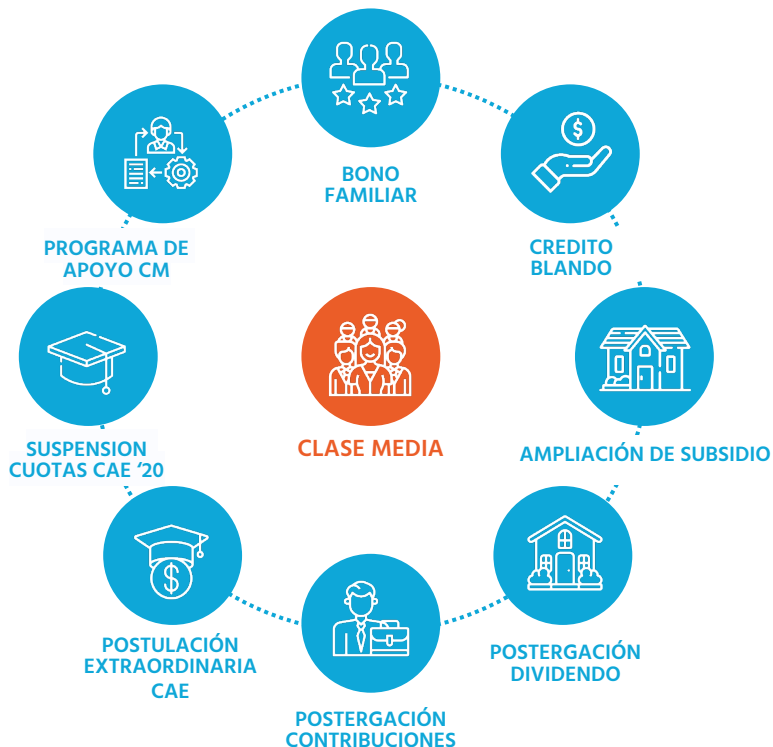 BONO
FAMILIAR
CREDITO
BLANDO
PROGRAMA DE
APOYO CM
CLASE MEDIA
SUSPENSION
CUOTAS CAE ‘20
AMPLIACIÓN DE SUBSIDIO
POSTULACIÓN
EXTRAORDINARIA
CAE
POSTERGACIÓN
DIVIDENDO
POSTERGACIÓN
CONTRIBUCIONES
$
$